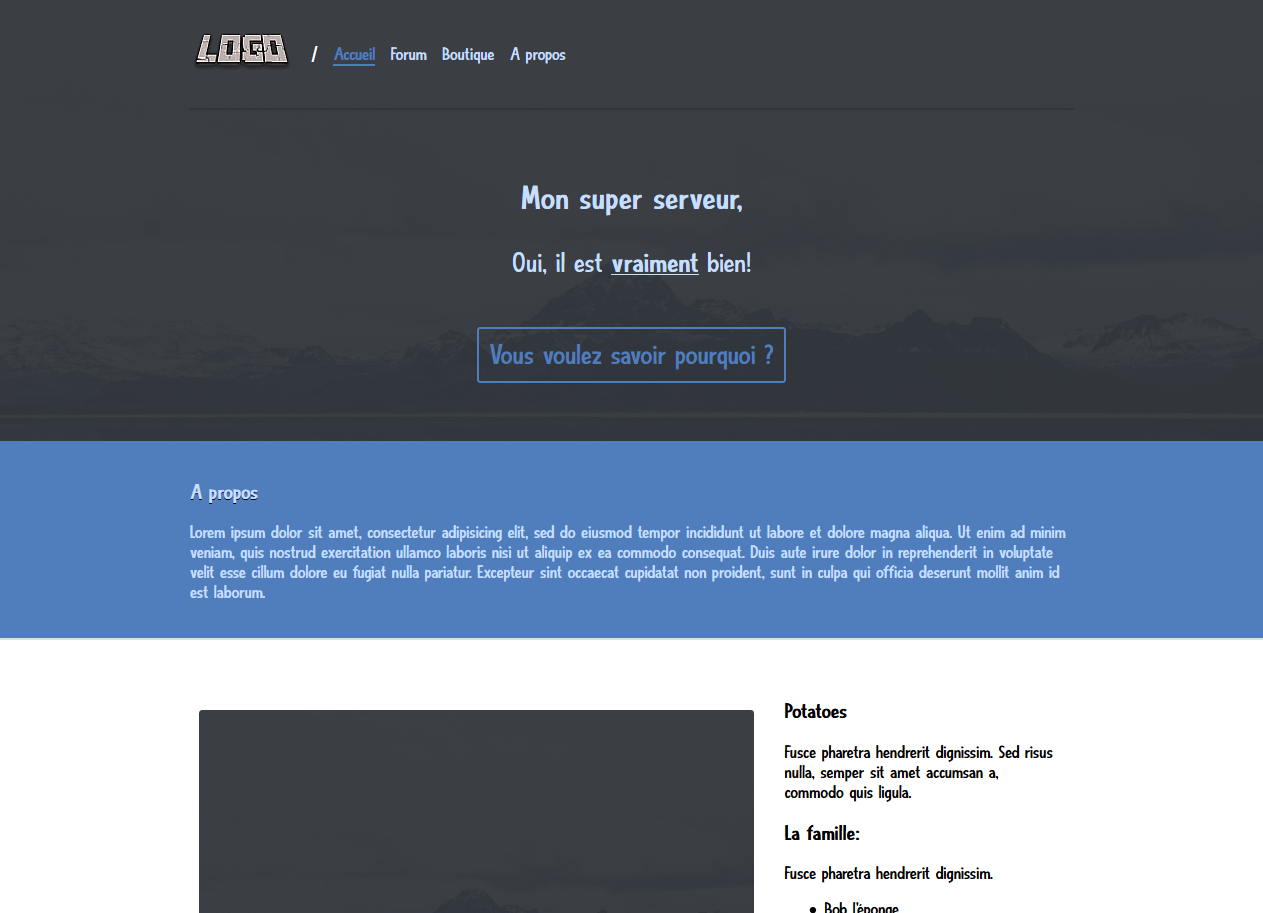 LOGO / Accueil Forum Boutique A propos
Mon super serveur,
Oui, il est vraiment bien!
Vous voulez savoir pourquoi ?
A propos
Lorem ipsum dolor sit amet, consectetur adipisicing elit, sed do eiusmod tempor incididunt ut labore et dolore magna aliqua. Ut enim ad minim
veniam, quis nostrud exercitation ullamco laboris nisi ut aliquip ex ea commodo consequat. Duis aute irure dolor in reprehenderit in voluptate
velit esse cillum dolore eu fugiat nulla pariatur. Excepteur sint occaecat cupidatat non proident, sunt in culpa qui officia deserunt mollit anim id
est laborum.
Potatoes
Fusce pharetra hendrerit dignissim. Sed risus
nulla, semper sit amet accumsan a,
commodo quis ligula.
La famille:
Fusce pharetra hendrerit dignissim.
• Bob l'éponge